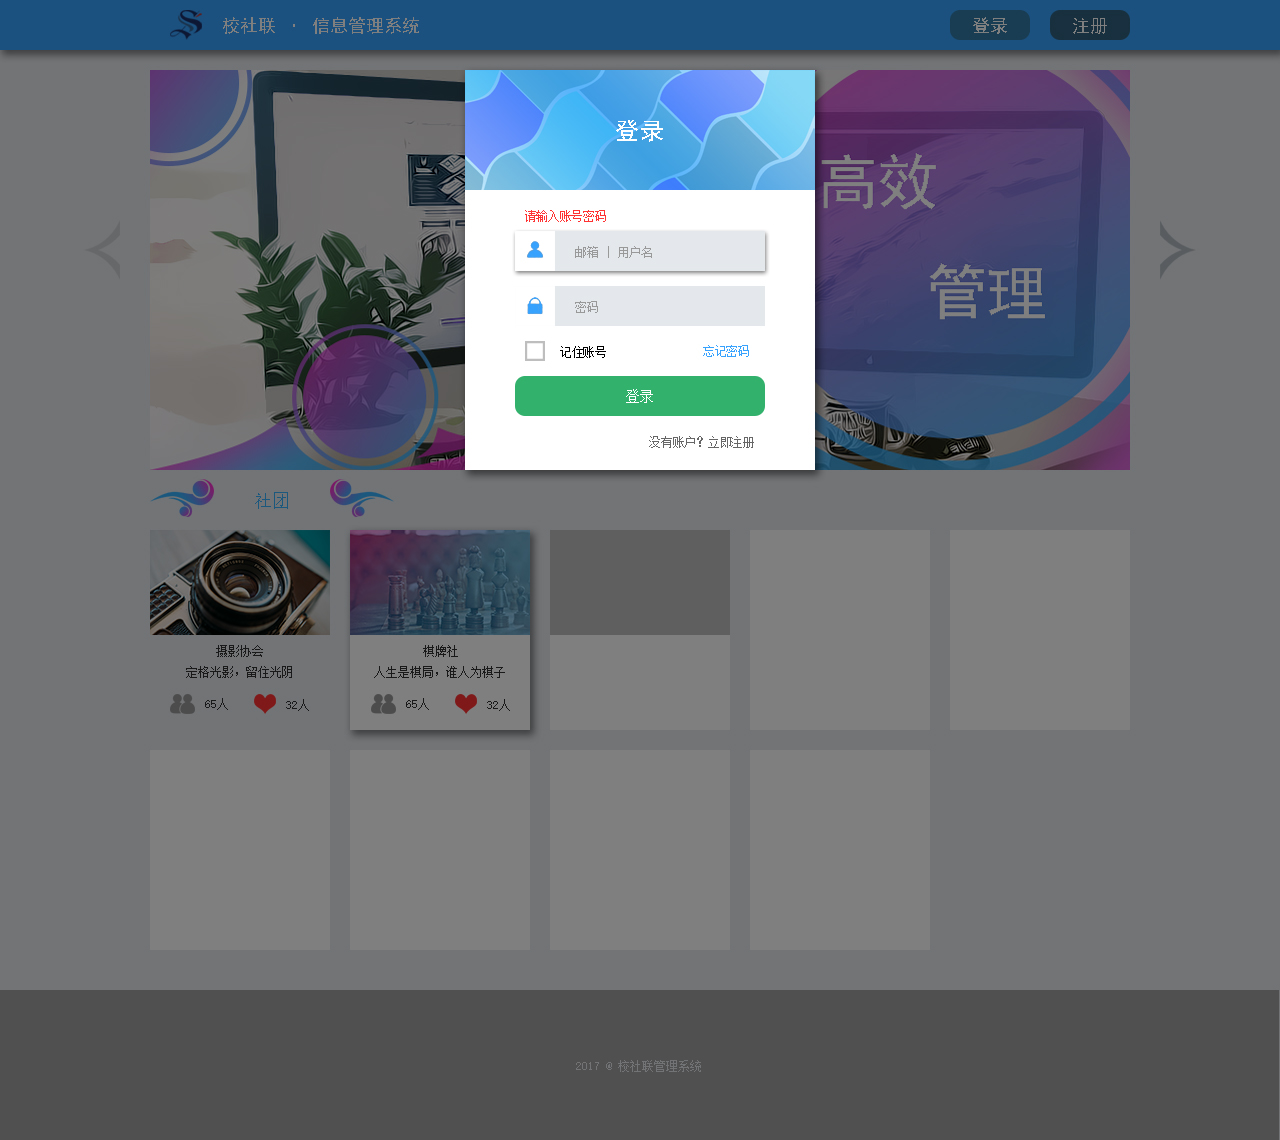 校社联 · 信息管理系统
登录
注册
登录
高效
管理
请输入账号密码
邮箱 | 用户名
密码
记住账号
忘记密码
登录
没有账户? 立即注册
社团
摄影协会
定格光影,留住光阴
65人
32人
棋牌社
人生是棋局,谁人为棋子
65人
32人
2017 @ 校社联管理系统